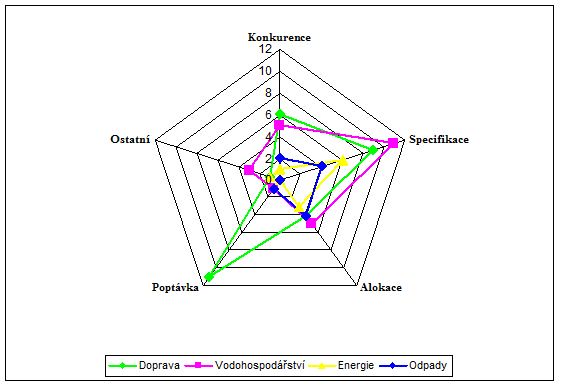 Konkurence
12
10
8
6
4
2
0
Ostatní
Specifikace
Poptávka
Alokace
Doprava Vodohospodářství Energie Odpady